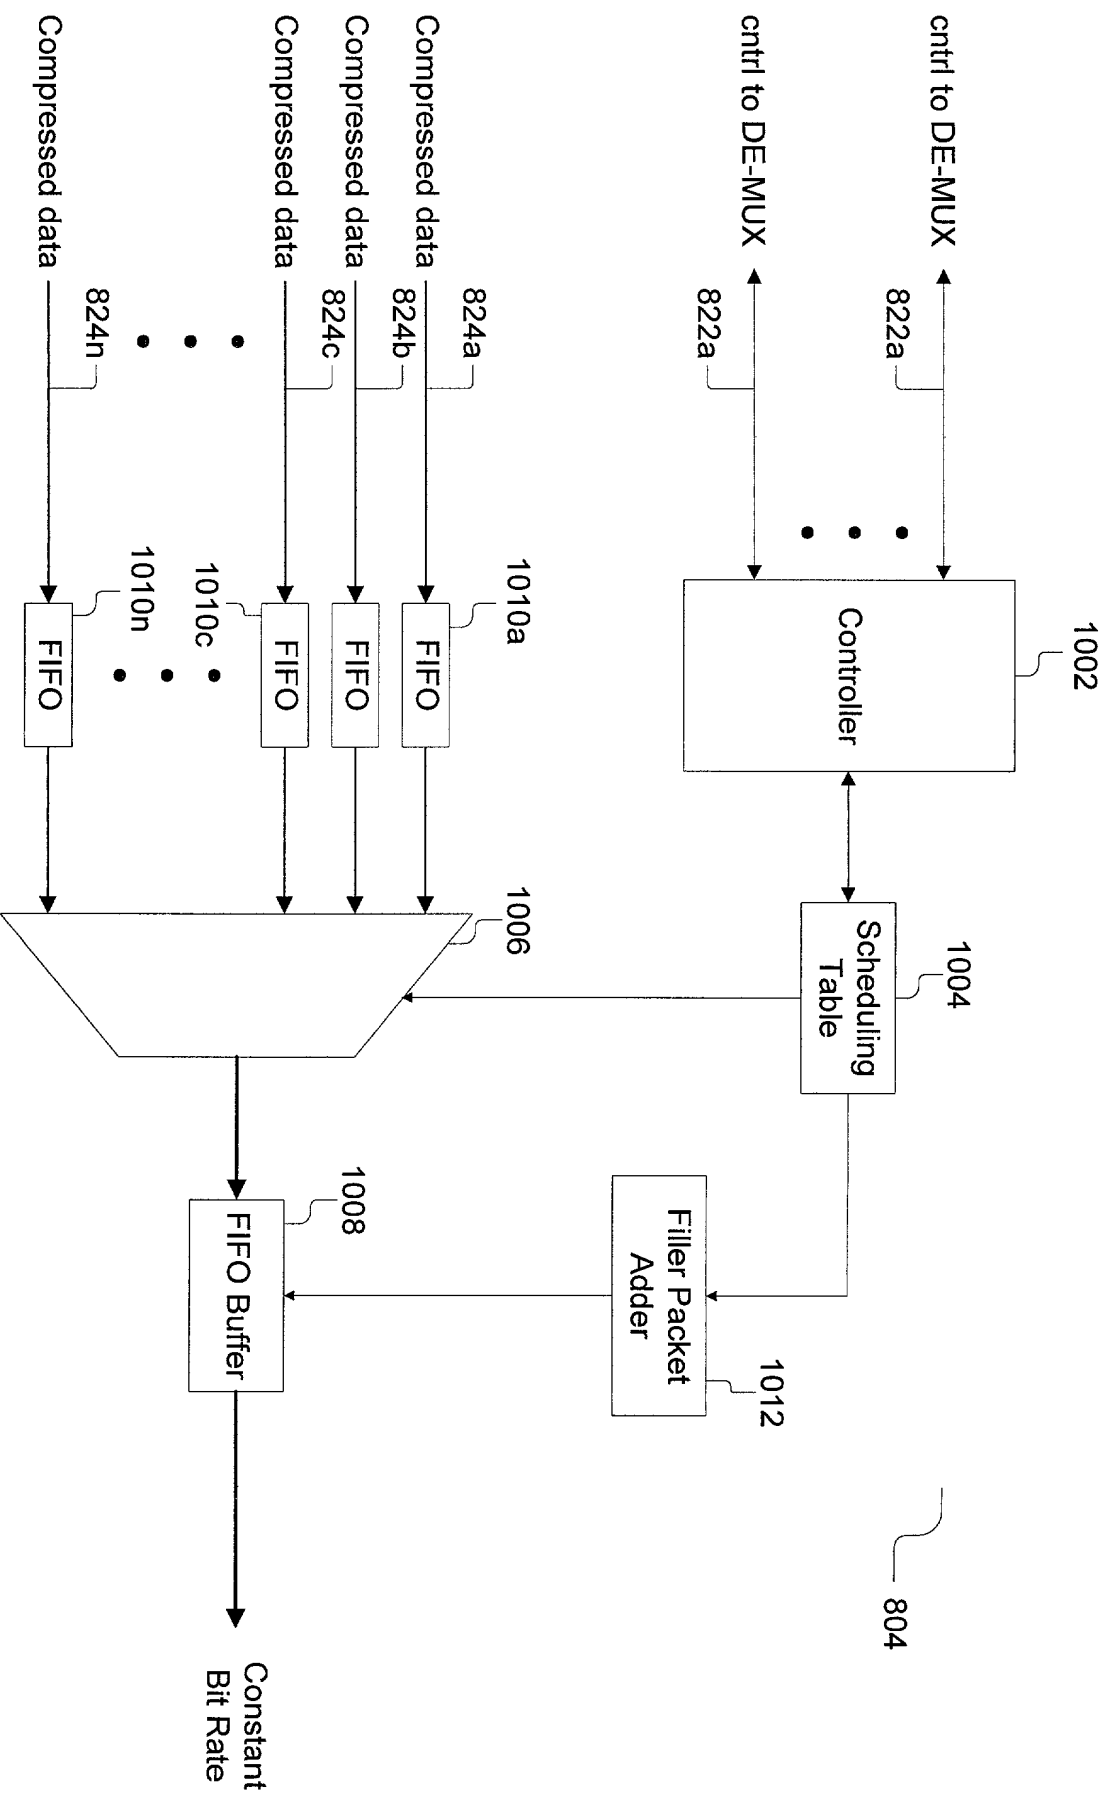 1002
1004
804
cntrl to DE-MUX
822a
cntrl to DE-MUX
822a
Controller
Scheduling
Table
Filler Packet
Adder
1012
1010a
1006
Compressed data
824a
FIFO
Compressed data
824b
FIFO
Compressed data
824c
FIFO
1010c
1008
FIFO Buffer
Constant
Bit Rate
1010n
Compressed data
824n
FIFO